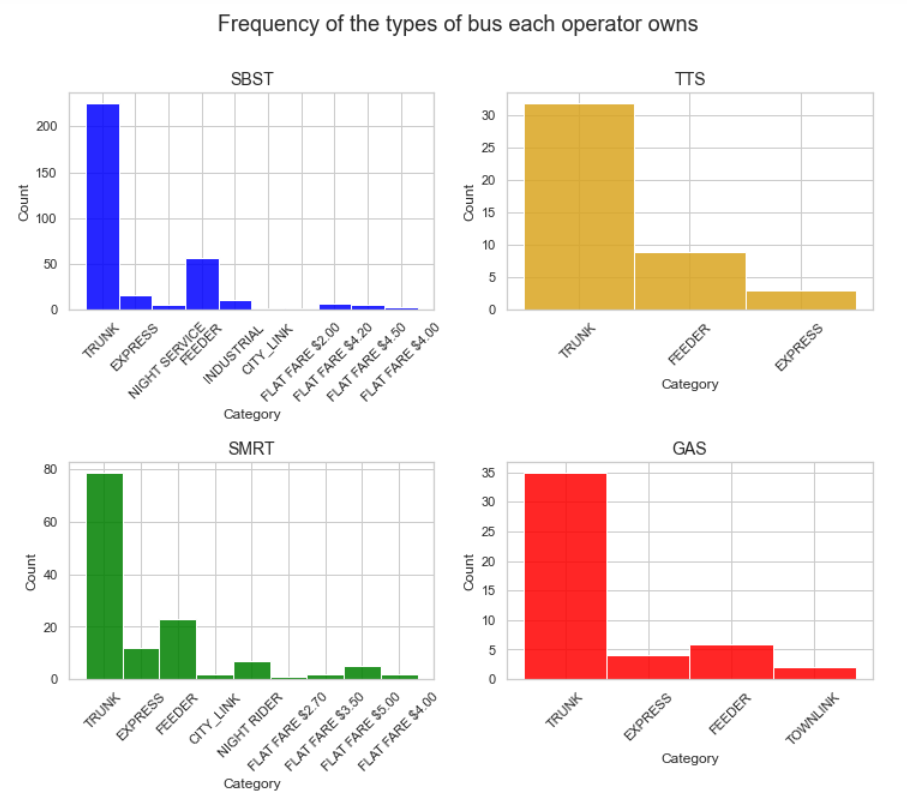 Frequency of the types of bus each operator owns
SBST
Count
200
150
100
50
0
TRUNK
EXPRESS
NIGHT SERVICE
FEEDER
INDUSTRIAL
CITY_LINK
FLAT FARE $2.00
FLAT FARE $4.20
FLAT FARE $4.50
FLAT FARE $4.00
Category
TTS
Count
30
25
20
15
10
5
0
TRUNK
FEEDER
EXPRESS
Category
SMRT
Count
80
60
40
20
0
TRUNK
EXPRESS
FEEDER
CITY_LINK
NIGHT RIDER
FLAT FARE $2.70
FLAT FARE $3.50
FLAT FARE $5.00
FLAT FARE $4.00
Category
GAS
Count
35
30
25
20
15
10
5
0
TRUNK
EXPRESS
FEEDER
TOWNLINK
Category